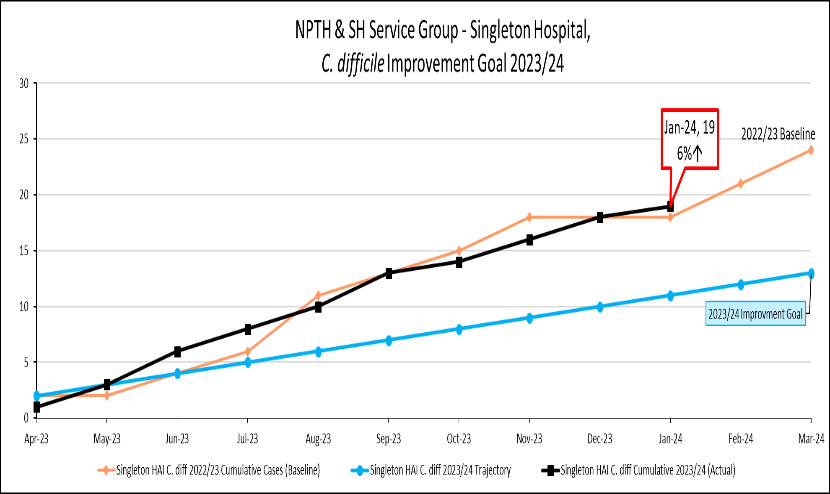 NPTH & SH Service Group - Singleton Hospital,
C. difficile Improvement Goal 2023/24
30
25
20
15
10
5
0
Jan-24, 19
6%↑
2022/23 Baseline
2023/24 Improvment Goal
Apr-23 May-23 Jun-23 Jul-23 Aug-23 Sep-23 Oct-23 Nov-23 Dec-23 Jan-24 Feb-24 Mar-24
Singleton HAI C. diff 2022/23 Cumulative Cases (Baseline) Singleton HAI C. diff 2023/24 Trajectory Singleton HAI C. diff Cumulative 2023/24 (Actual)